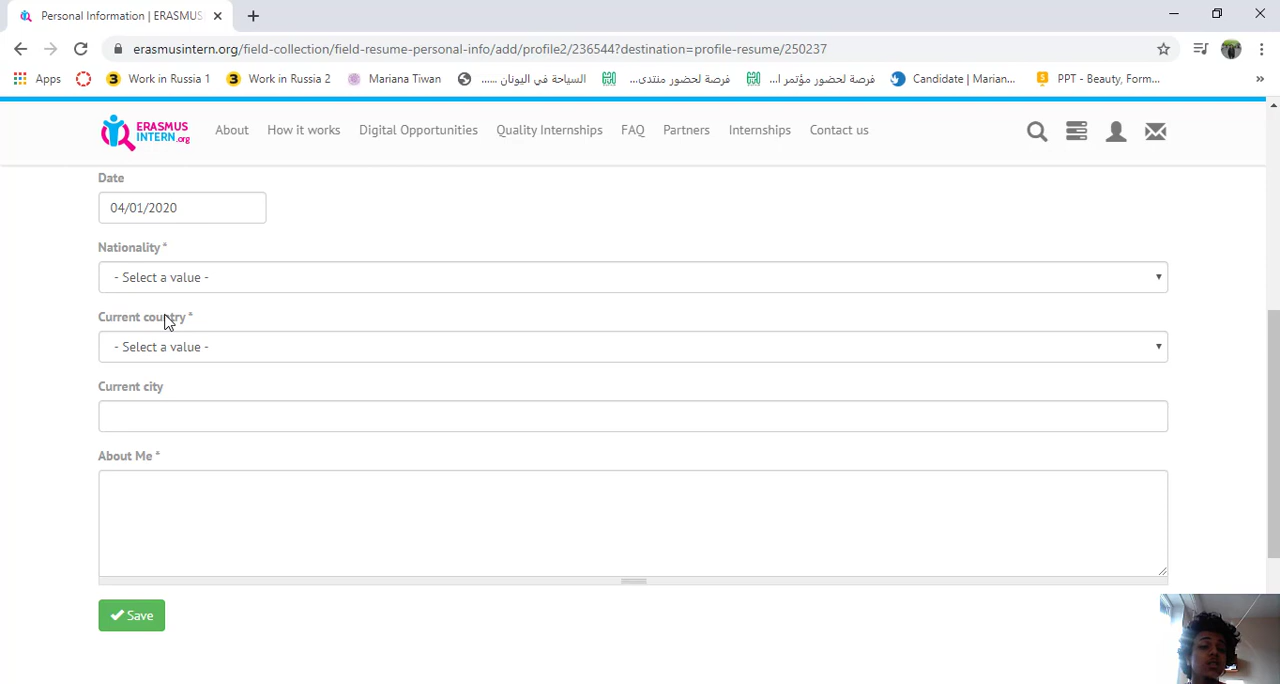 Personal Information | ERASMUS
erasmusintern.org/field-collection/field-resume-personal-info/add/profile2/236544?destination=profile-resume/250237
Apps
Work in Russia 1
Work in Russia 2
Mariana Tiwan
السياحة في اليونان ......
فرصة لحضور منتدى...
فرصة لحضور مؤتمر ا...
Candidate | Marian...
PPT - Beauty, Form...
»
ERASMUS
INTERN.org
About
How it works
Digital Opportunities
Quality Internships
FAQ
Partners
Internships
Contact us
Date
04/01/2020
Nationality *
- Select a value -
Current country *
- Select a value -
Current city
About Me *
Save